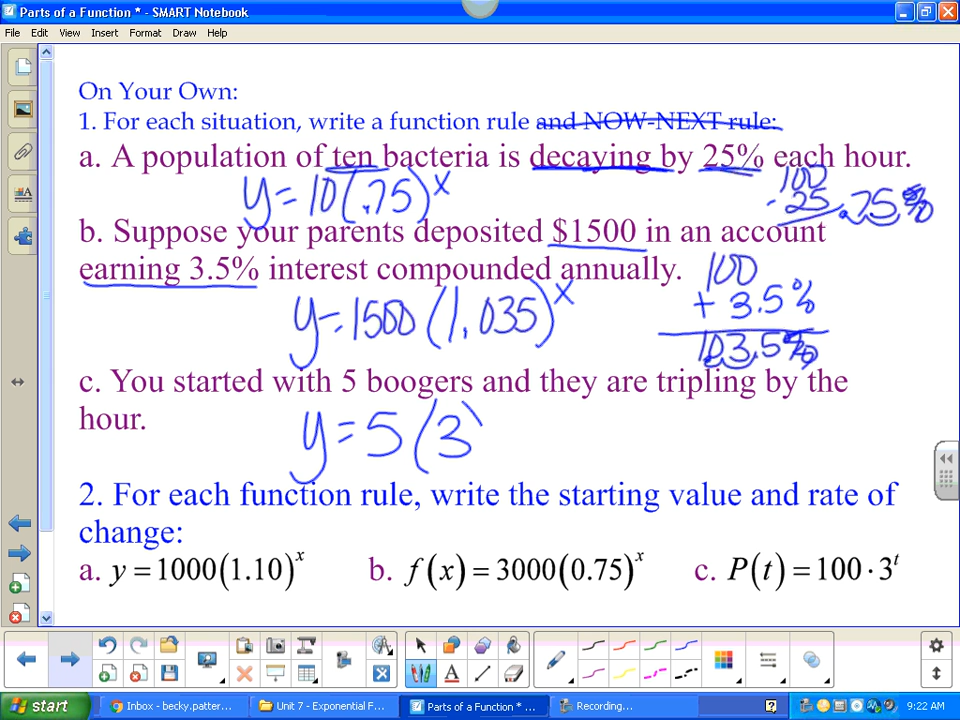 Parts of a Function * - SMART Notebook
File Edit View Insert Format Draw Help
On Your Own:
1. For each situation, write a function rule and NOW-NEXT rule:
a. A population of ten bacteria is decaying by 25% each hour.
y = 10(.75)^x
100
- 25
.75%
b. Suppose your parents deposited $1500 in an account
earning 3.5% interest compounded annually.
y = 1500(1.035)^x
100
+ 3.5%
103.5%
c. You started with 5 boogers and they are tripling by the
hour.
y = 5(3)
2. For each function rule, write the starting value and rate of
change:
a. y = 1000(1.10)^x b. f(x) = 3000(0.75)^x c. P(t) = 100 · 3^t
start Inbox - becky.patter... Unit 7 - Exponential F... Parts of a Function * ... Recording... 9:22 AM